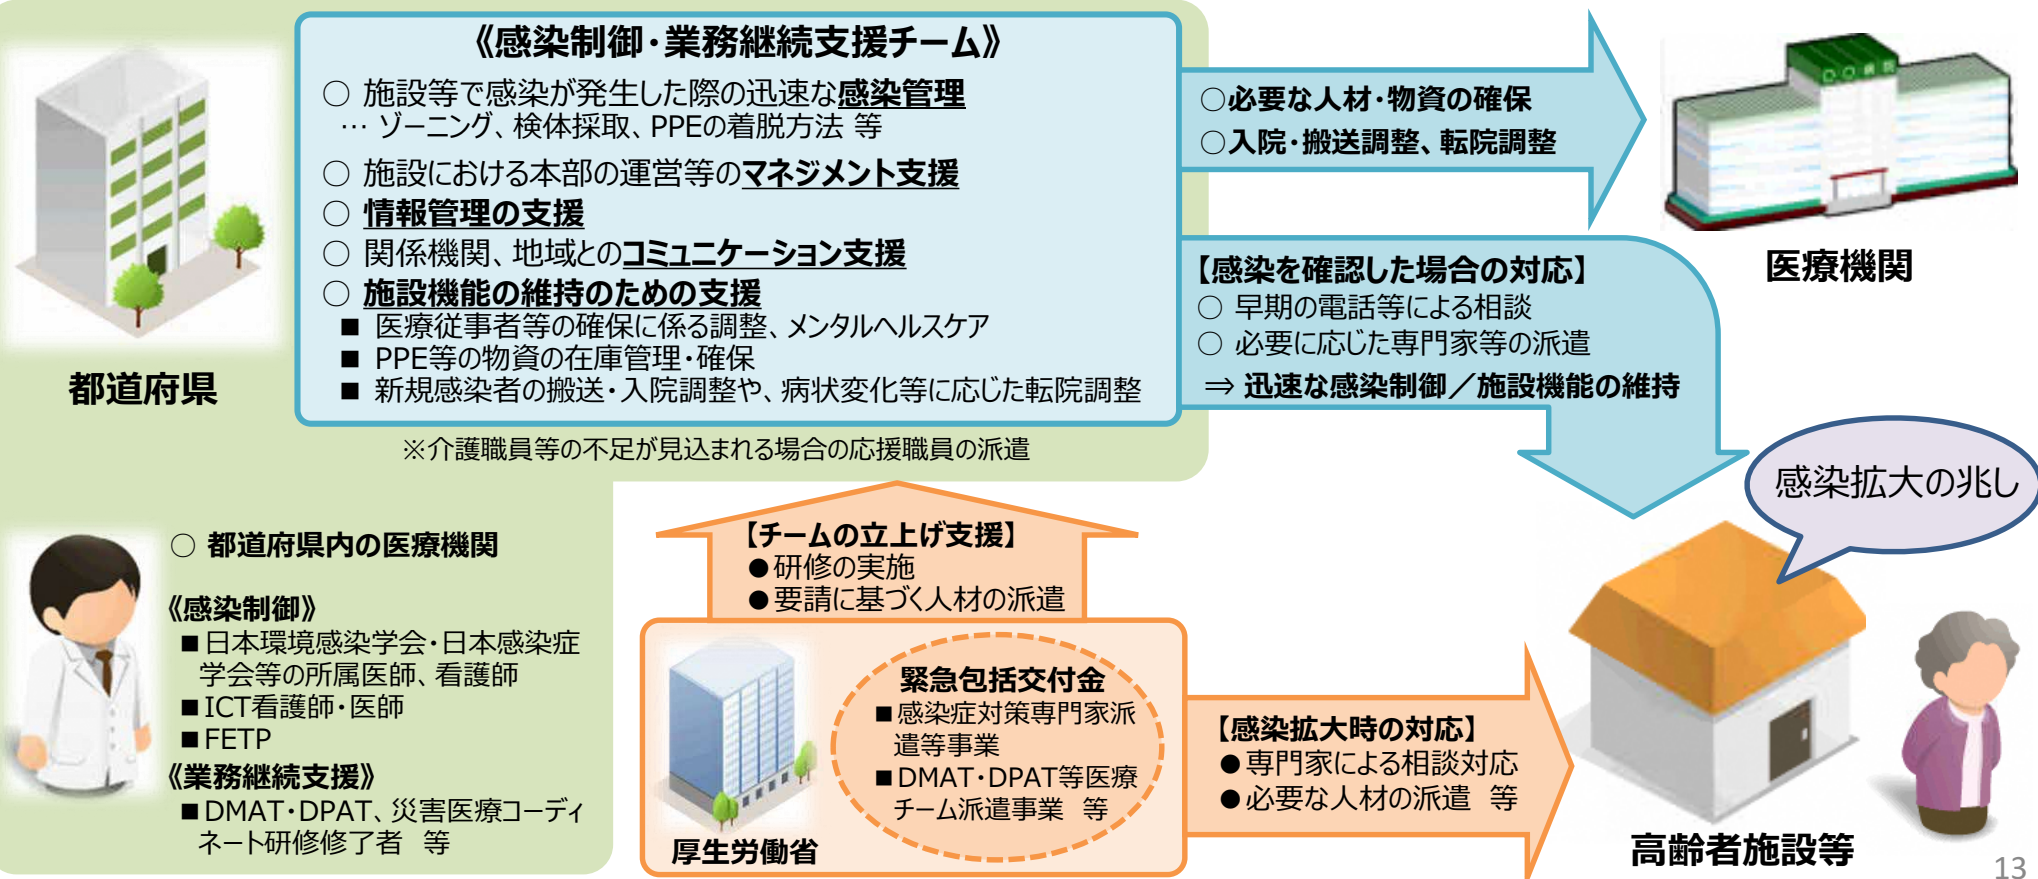 《感染制御・業務継続支援チーム》
○ 施設等で感染が発生した際の迅速な感染管理
… ゾーニング、検体採取、PPEの着脱方法 等
○ 施設における本部の運営等のマネジメント支援
○ 情報管理の支援
○ 関係機関、地域とのコミュニケーション支援
○ 施設機能の維持のための支援
■ 医療従事者等の確保に係る調整、メンタルヘルスケア
■ PPE等の物資の在庫管理・確保
■ 新規感染者の搬送・入院調整や、病状変化等に応じた転院調整
都道府県
※介護職員等の不足が見込まれる場合の応援職員の派遣
○必要な人材・物資の確保
○入院・搬送調整、転院調整
○○病院
医療機関
【感染を確認した場合の対応】
○ 早期の電話等による相談
○ 必要に応じた専門家等の派遣
⇒ 迅速な感染制御／施設機能の維持
感染拡大の兆し
○ 都道府県内の医療機関
《感染制御》
■日本環境感染学会・日本感染症
学会等の所属医師、看護師
■ICT看護師・医師
■FETP
《業務継続支援》
■DMAT・DPAT、災害医療コーディ
ネート研修修了者 等
【チームの立上げ支援】
●研修の実施
●要請に基づく人材の派遣
緊急包括交付金
■感染症対策専門家派
遣等事業
■DMAT・DPAT等医療
チーム派遣事業 等
厚生労働省
【感染拡大時の対応】
●専門家による相談対応
●必要な人材の派遣 等
高齢者施設等
13